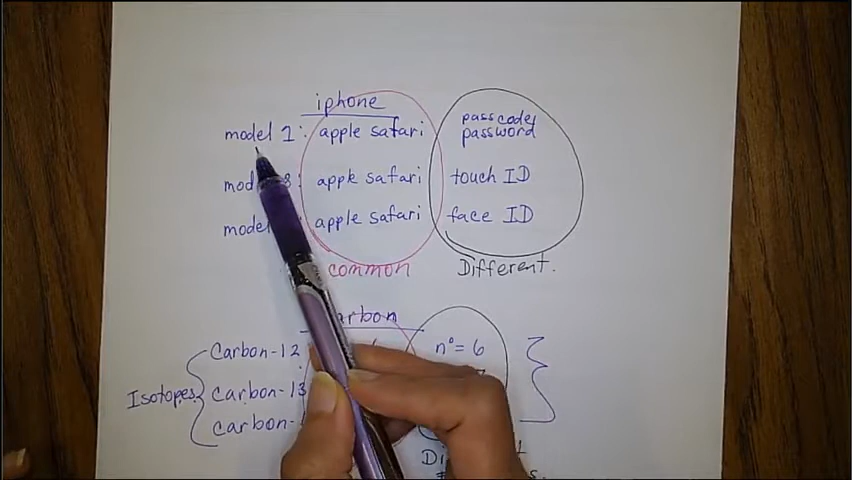 iphone
model 1: apple safari passcode, password
8: apple safari touch ID
apple safari face ID
common Different.
Carbon-12 n° = 6
Isotopes Carbon-13